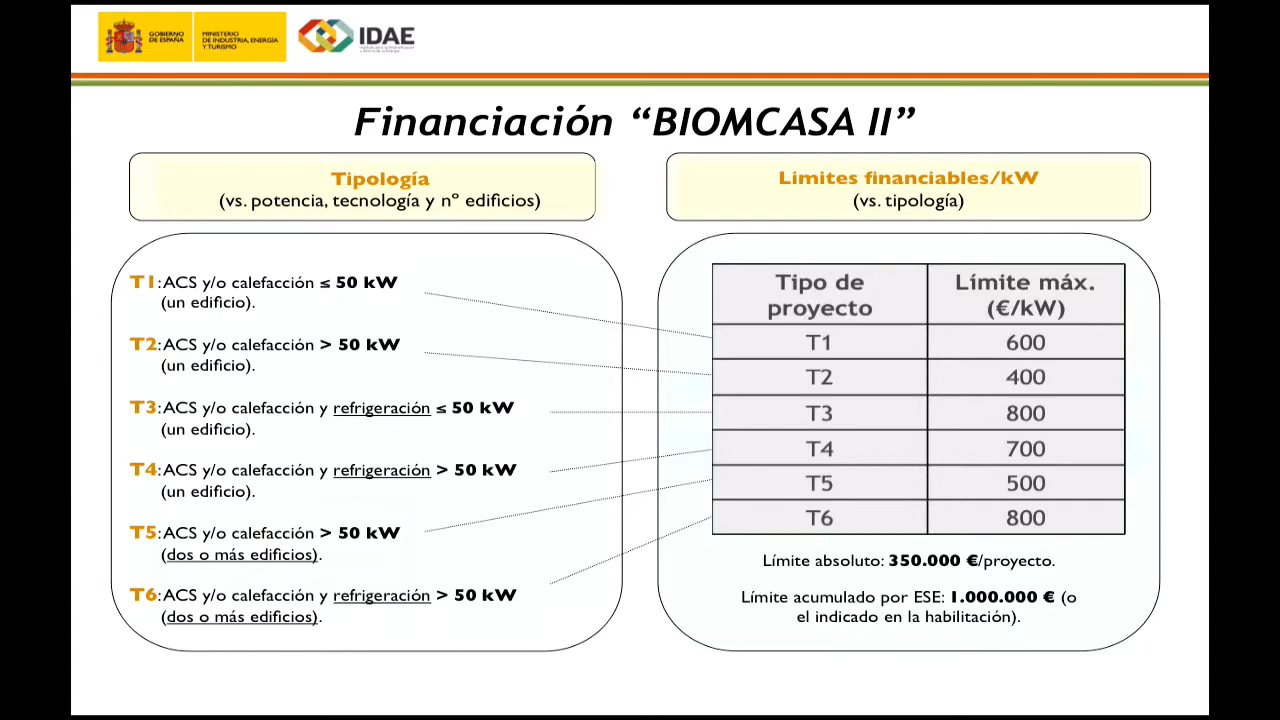 GOBIERNO
DE ESPAÑA
MINISTERIO
DE INDUSTRIA, ENERGÍA
Y TURISMO
IDAE
Financiación “BIOMCASA II”
Tipología
(vs. potencia, tecnología y nº edificios)
T1: ACS y/o calefacción ≤ 50 kW
(un edificio).
T2: ACS y/o calefacción > 50 kW
(un edificio).
T3: ACS y/o calefacción y refrigeración ≤ 50 kW
(un edificio).
T4: ACS y/o calefacción y refrigeración > 50 kW
(un edificio).
T5: ACS y/o calefacción > 50 kW
(dos o más edificios).
T6: ACS y/o calefacción y refrigeración > 50 kW
(dos o más edificios).
Limites financiables/kW
(vs. tipología)
Tipo de proyecto Límite máx. (€/kW)
T1 600
T2 400
T3 800
T4 700
T5 500
T6 800
Límite absoluto: 350.000 €/proyecto.
Límite acumulado por ESE: 1.000.000 € (o
el indicado en la habilitación).